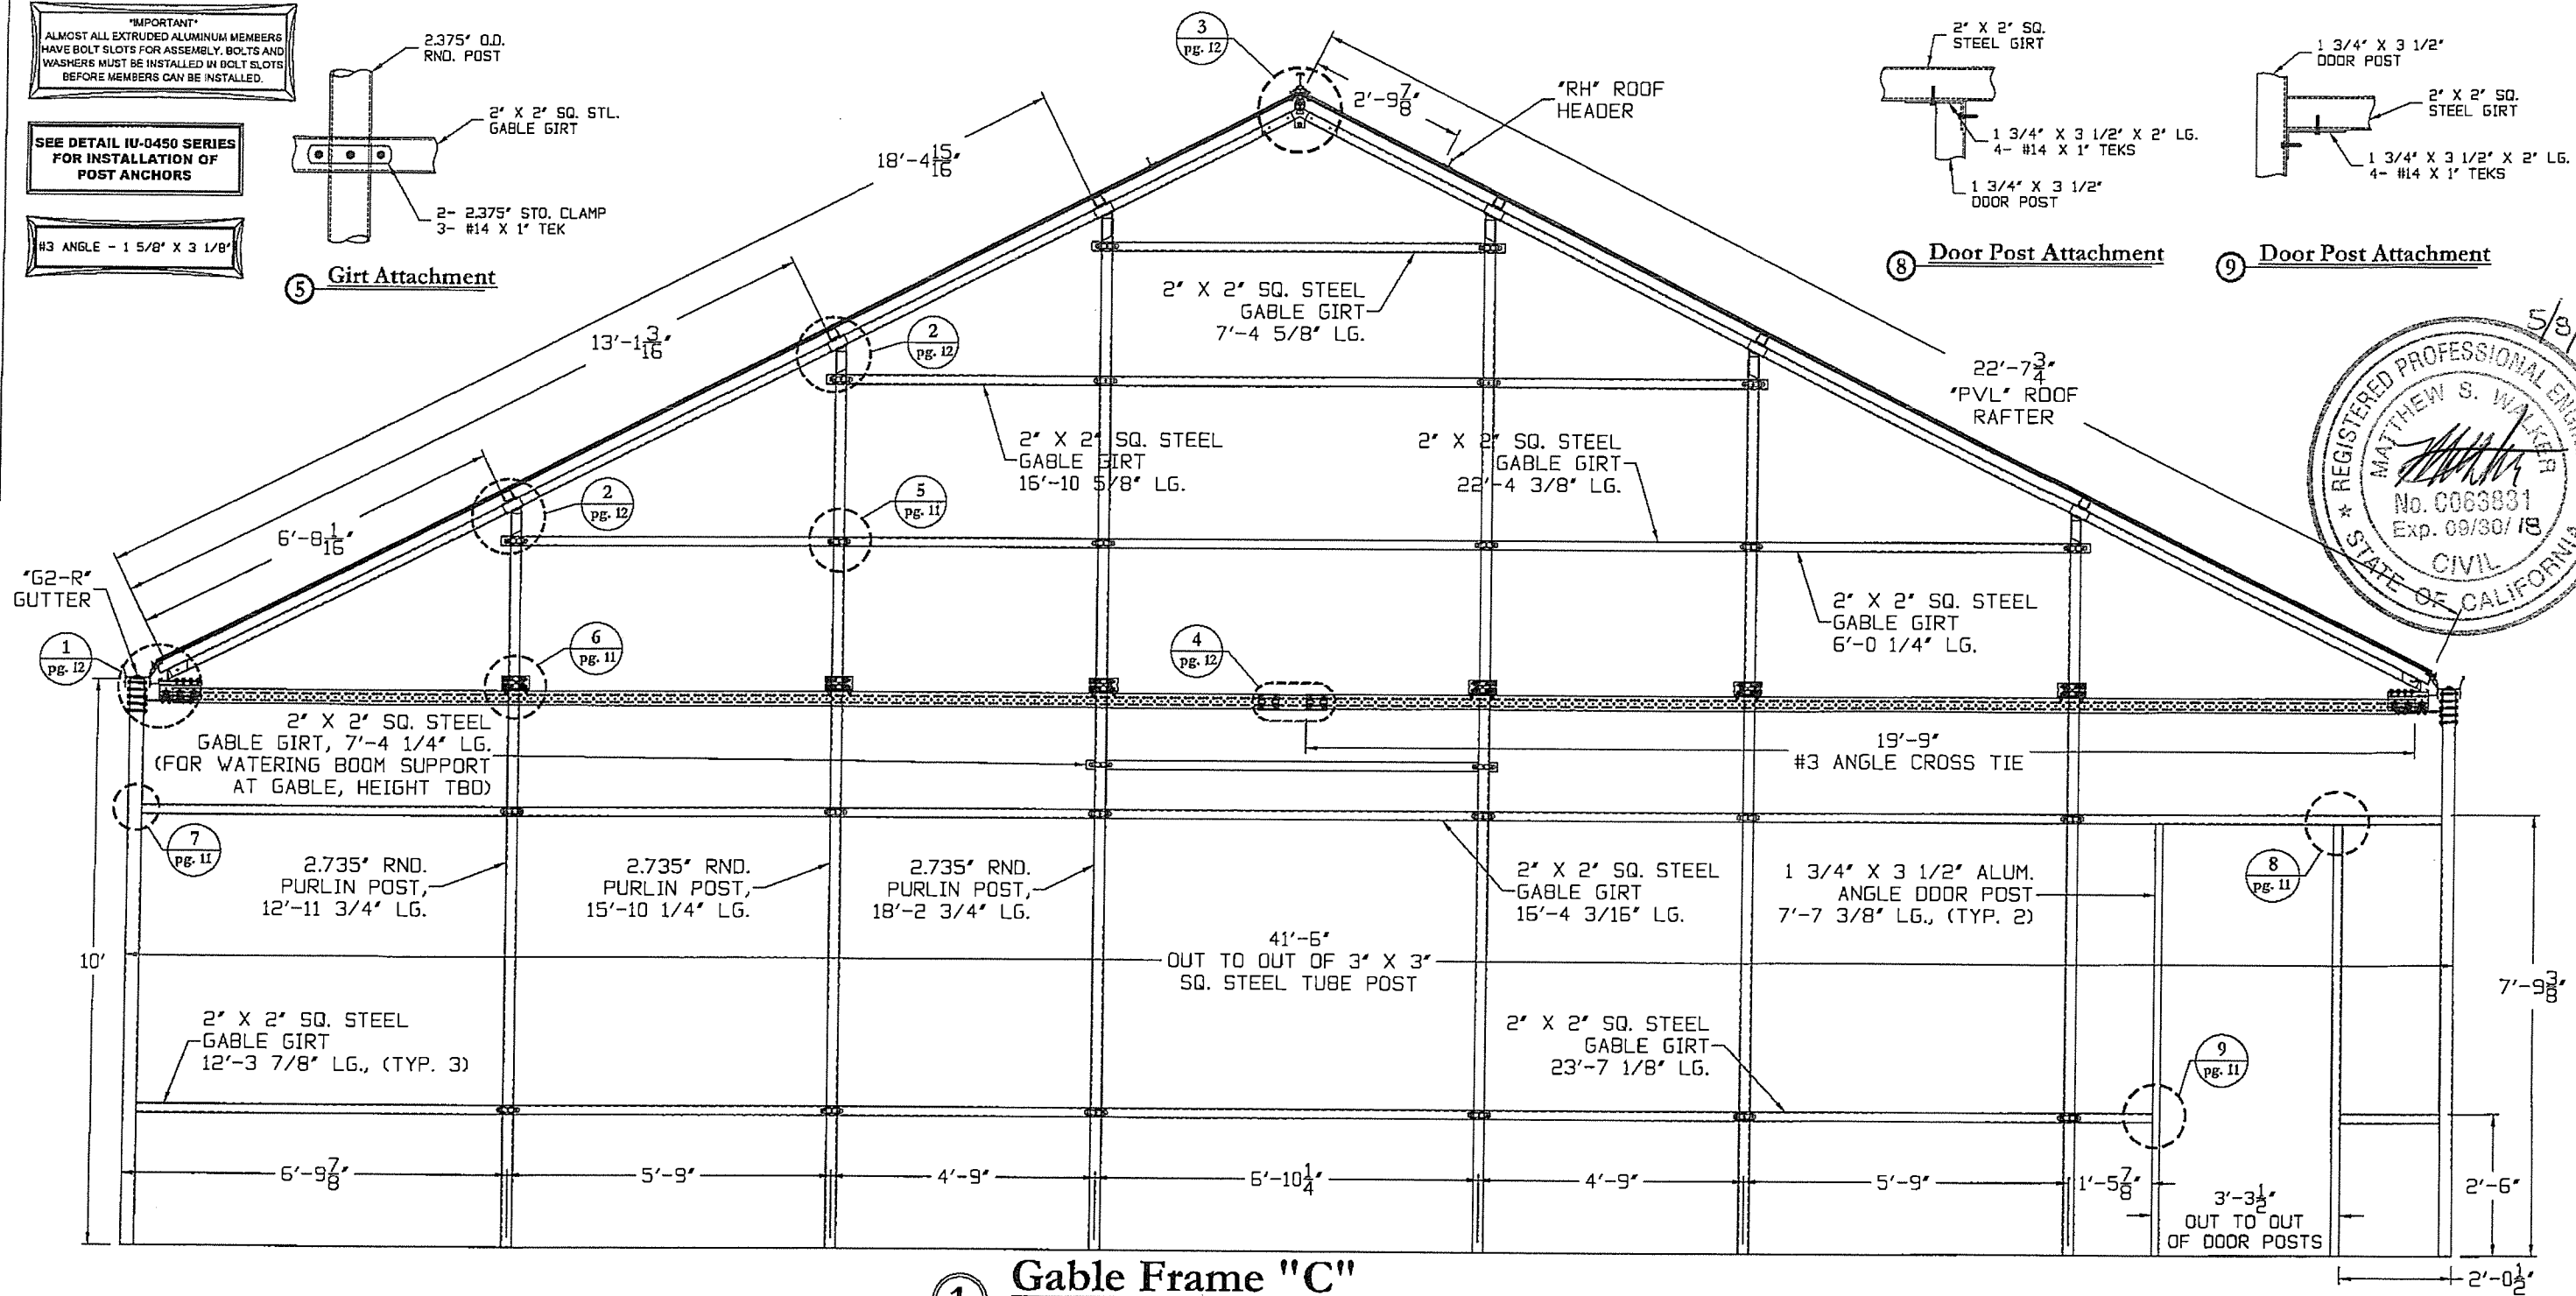 *IMPORTANT*
ALMOST ALL EXTRUDED ALUMINUM MEMBERS
HAVE BOLT SLOTS FOR ASSEMBLY. BOLTS AND
WASHERS MUST BE INSTALLED IN BOLT SLOTS
BEFORE MEMBERS CAN BE INSTALLED.
SEE DETAIL IU-0450 SERIES
FOR INSTALLATION OF
POST ANCHORS
#3 ANGLE - 1 5/8" X 3 1/8"
2.375" O.D.
RND. POST
2" X 2" SQ. STL.
GABLE GIRT
2- 2.375" STO. CLAMP
3- #14 X 1" TEK
5 Girt Attachment
3
pg. 12
2'-9 7/8"
"RH" ROOF
HEADER
2" X 2" SQ.
STEEL GIRT
1 3/4" X 3 1/2" X 2" LG.
4- #14 X 1" TEKS
1 3/4" X 3 1/2"
DOOR POST
8 Door Post Attachment
1 3/4" X 3 1/2"
DOOR POST
2" X 2" SQ.
STEEL GIRT
1 3/4" X 3 1/2" X 2" LG.
4- #14 X 1" TEKS
9 Door Post Attachment
18'-4 15/16"
13'-1 3/16"
6'-8 1/16"
2
pg. 12
2
pg. 12
5
pg. 11
2" X 2" SQ. STEEL
GABLE GIRT
7'-4 5/8" LG.
2" X 2" SQ. STEEL
GABLE GIRT
16'-10 5/8" LG.
2" X 2" SQ. STEEL
GABLE GIRT
22'-4 3/8" LG.
22'-7 3/4"
"PVL" ROOF
RAFTER
5/8/
REGISTERED PROFESSIONAL
MATTHEW S. WALKER
No. C063831
Exp. 09/30/18
CIVIL
STATE OF CALIFORNIA
"G2-R"
GUTTER
1
pg. 12
6
pg. 11
4
pg. 12
2" X 2" SQ. STEEL
GABLE GIRT
6'-0 1/4" LG.
2" X 2" SQ. STEEL
GABLE GIRT, 7'-4 1/4" LG.
(FOR WATERING BOOM SUPPORT
AT GABLE, HEIGHT TBD)
19'-9"
#3 ANGLE CROSS TIE
7
pg. 11
8
pg. 11
2.735" RND.
PURLIN POST,
12'-11 3/4" LG.
2.735" RND.
PURLIN POST,
15'-10 1/4" LG.
2.735" RND.
PURLIN POST,
18'-2 3/4" LG.
2" X 2" SQ. STEEL
GABLE GIRT
16'-4 3/16" LG.
1 3/4" X 3 1/2" ALUM.
ANGLE DOOR POST
7'-7 3/8" LG., (TYP. 2)
10'
41'-6"
OUT TO OUT OF 3" X 3"
SQ. STEEL TUBE POST
7'-9 3/8"
2" X 2" SQ. STEEL
GABLE GIRT
12'-3 7/8" LG., (TYP. 3)
2" X 2" SQ. STEEL
GABLE GIRT
23'-7 1/8" LG.
9
pg. 11
6'-9 7/8"
5'-9"
4'-9"
6'-10 1/4"
4'-9"
5'-9"
1'-5 7/8"
3'-3 1/2"
OUT TO OUT
OF DOOR POSTS
2'-6"
2'-0 1/2"
1 Gable Frame "C"